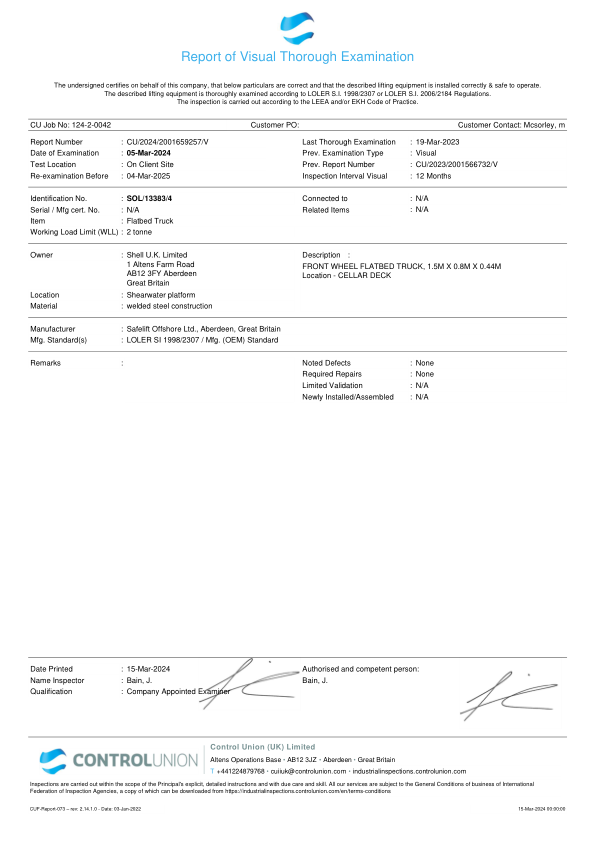 Report of Visual Thorough Examination
The undersigned certifies on behalf of this company, that below particulars are correct and that the described lifting equipment is installed correctly & safe to operate.
The described lifting equipment is thoroughly examined according to LOLER S.I. 1998/2307 or LOLER S.I. 2006/2184 Regulations.
The inspection is carried out according to the LEEA and/or EKH Code of Practice.
CU Job No: 124-2-0042 Customer PO: Customer Contact: Mcsorley, m
Report Number : CU/2024/2001659257/V Last Thorough Examination : 19-Mar-2023
Date of Examination : 05-Mar-2024 Prev. Examination Type : Visual
Test Location : On Client Site Prev. Report Number : CU/2023/2001566732/V
Re-examination Before : 04-Mar-2025 Inspection Interval Visual : 12 Months
Identification No. : SOL/13383/4 Connected to : N/A
Serial / Mfg cert. No. : N/A Related Items : N/A
Item : Flatbed Truck
Working Load Limit (WLL) : 2 tonne
Owner : Shell U.K. Limited Description :
1 Altens Farm Road FRONT WHEEL FLATBED TRUCK, 1.5M X 0.8M X 0.44M
AB12 3FY Aberdeen Location - CELLAR DECK
Great Britain
Location : Shearwater platform
Material : welded steel construction
Manufacturer : Safelift Offshore Ltd., Aberdeen, Great Britain
Mfg. Standard(s) : LOLER SI 1998/2307 / Mfg. (OEM) Standard
Remarks : Noted Defects : None
Required Repairs : None
Limited Validation : N/A
Newly Installed/Assembled : N/A
Date Printed : 15-Mar-2024 Authorised and competent person:
Name Inspector : Bain, J. Bain, J.
Qualification : Company Appointed Examiner
CONTROLUNION
Control Union (UK) Limited
Altens Operations Base · AB12 3JZ · Aberdeen · Great Britain
T +441224879768 · cuiiuk@controlunion.com · industrialinspections.controlunion.com
Inspections are carried out within the scope of the Principal's explicit, detailed instructions and with due care and skill. All our services are subject to the General Conditions of business of International
Federation of Inspection Agencies, a copy of which can be downloaded from https://industrialinspections.controlunion.com/en/terms-conditions
CUF-Report-073 – rev: 2.14.1.0 - Date: 03-Jun-2022 15-Mar-2024 00:00:00